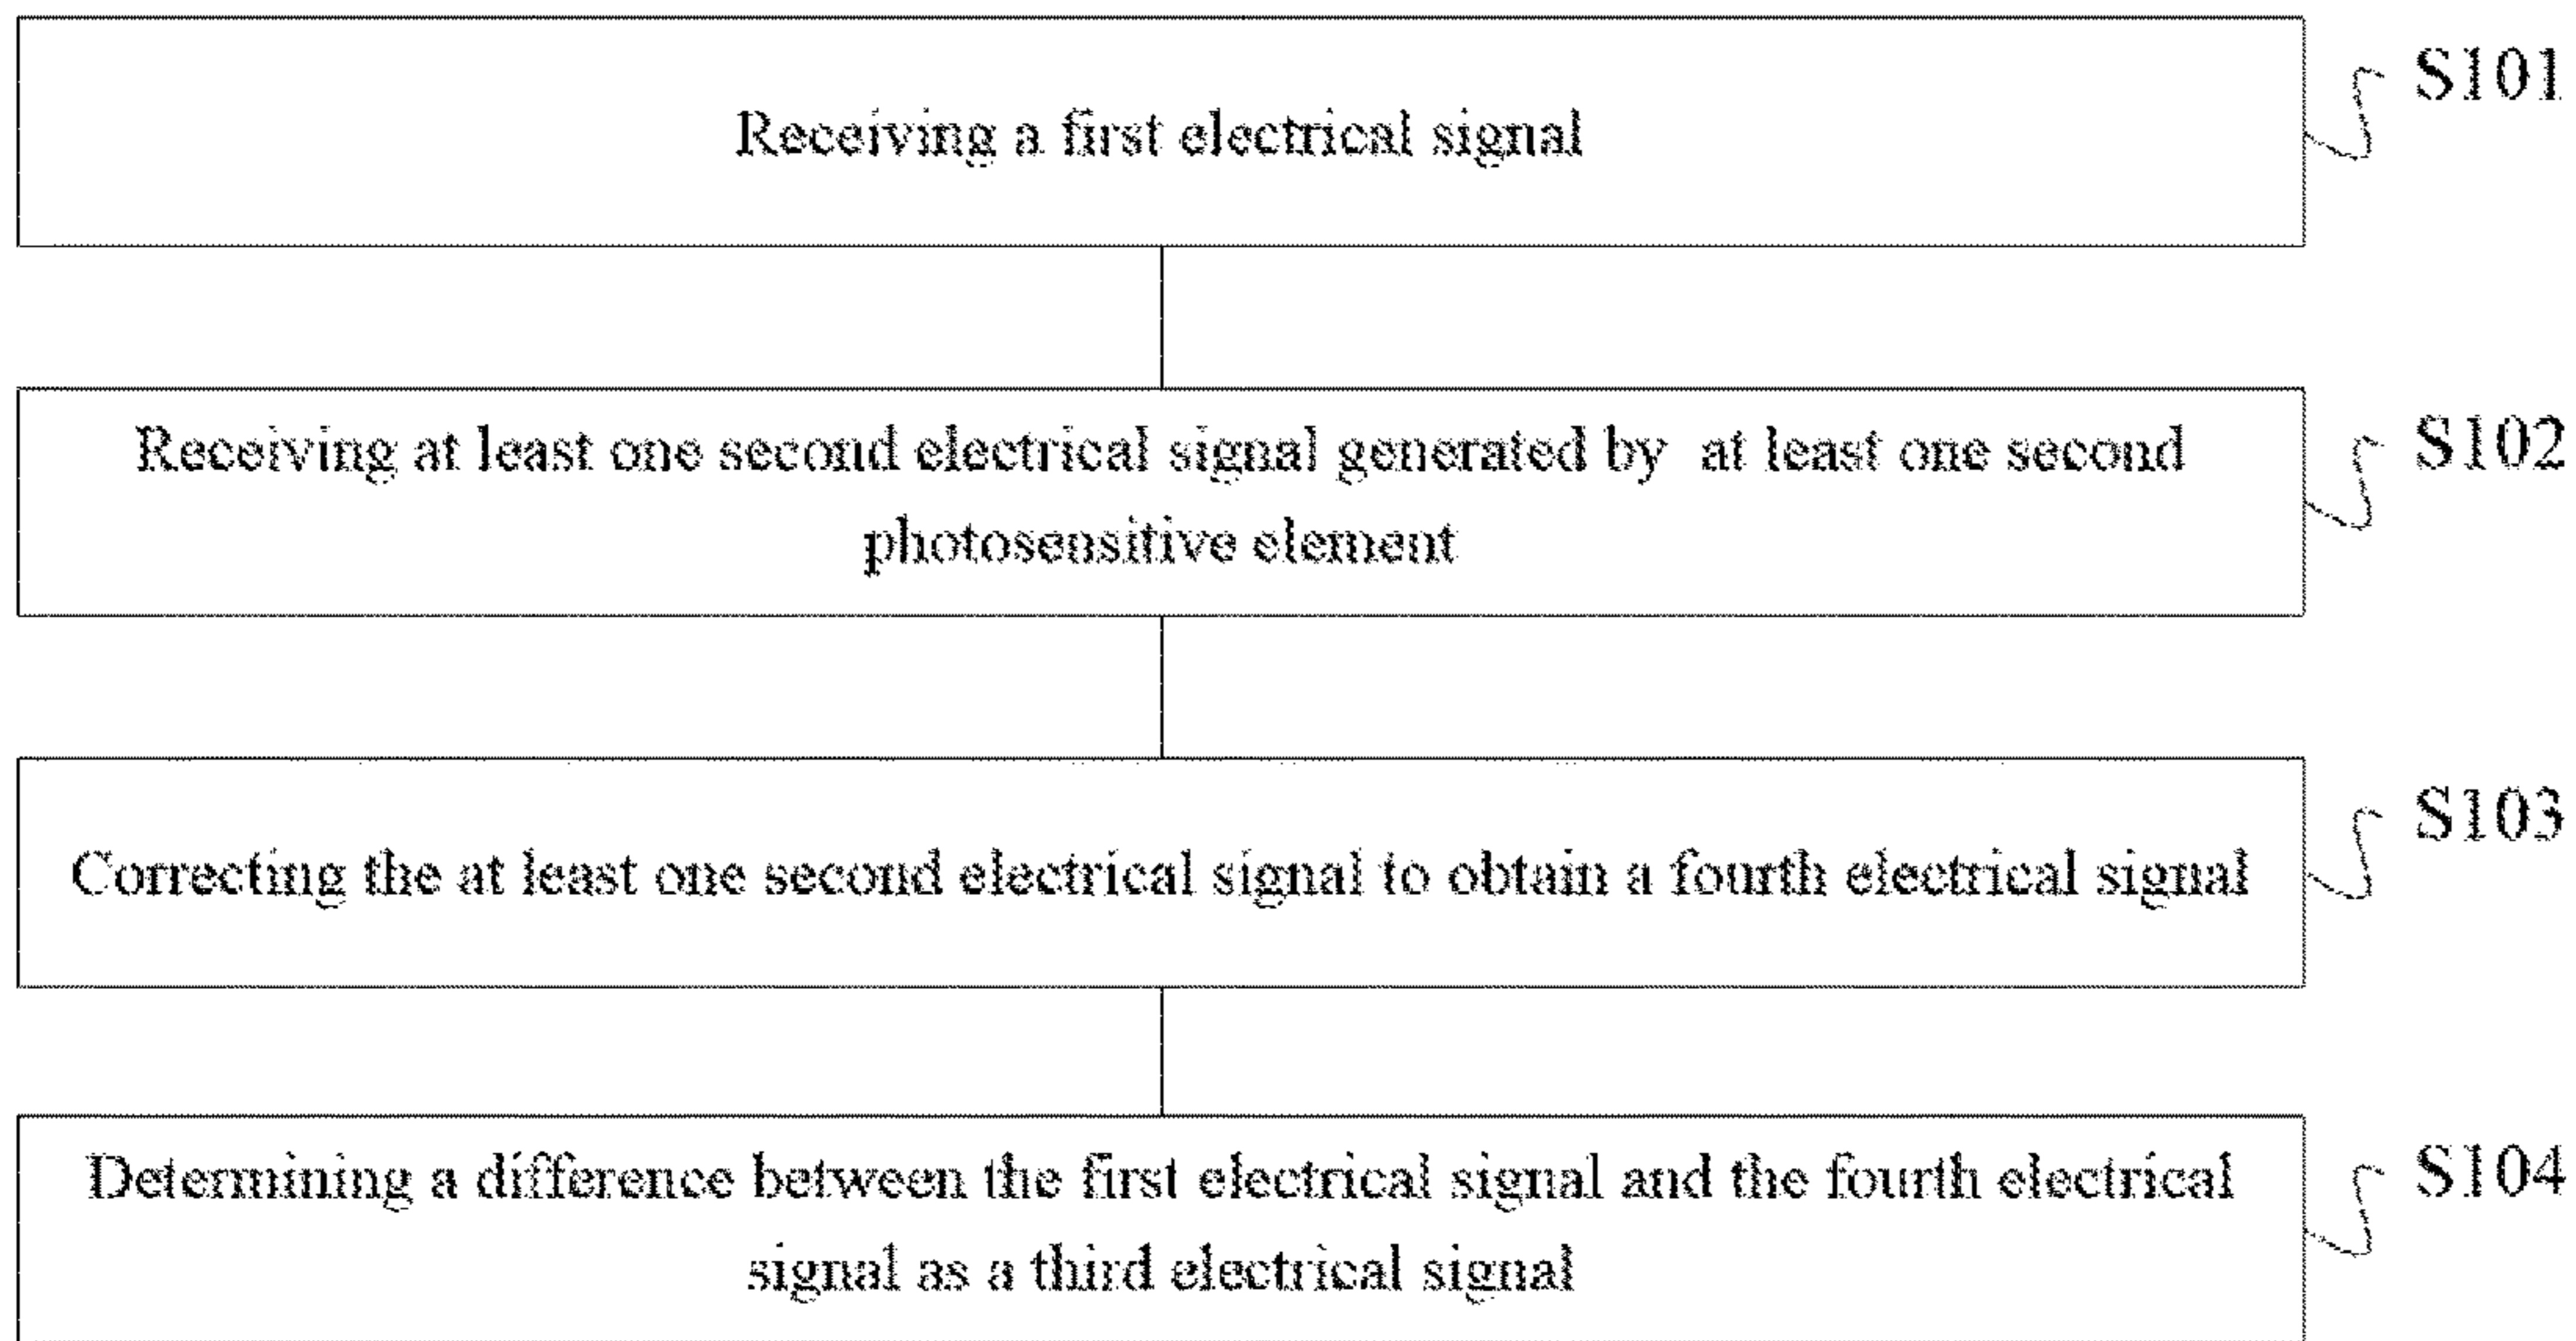 Receiving a first electrical signal
S101
Receiving at least one second electrical signal generated by at least one second
photosensitive element
S102
Correcting the at least one second electrical signal to obtain a fourth electrical signal
S103
Determining a difference between the first electrical signal and the fourth electrical
signal as a third electrical signal
S104